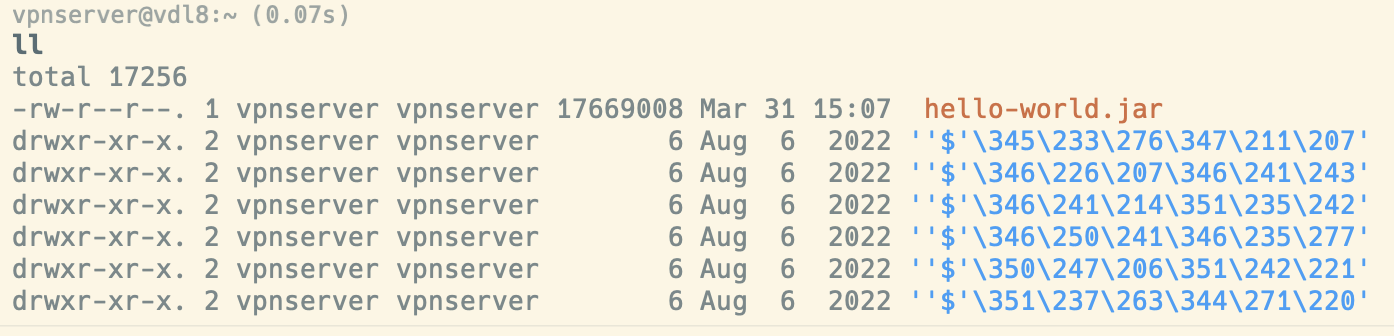 vpnserver@vdl8:~ (0.07s)
ll
total 17256
-rw-r--r--. 1 vpnserver vpnserver 17669008 Mar 31 15:07  hello-world.jar
drwxr-xr-x. 2 vpnserver vpnserver        6 Aug  6  2022 ''$'\345\233\276\347\211\207'
drwxr-xr-x. 2 vpnserver vpnserver        6 Aug  6  2022 ''$'\346\226\207\346\241\243'
drwxr-xr-x. 2 vpnserver vpnserver        6 Aug  6  2022 ''$'\346\241\214\351\235\242'
drwxr-xr-x. 2 vpnserver vpnserver        6 Aug  6  2022 ''$'\346\250\241\346\235\277'
drwxr-xr-x. 2 vpnserver vpnserver        6 Aug  6  2022 ''$'\350\247\206\351\242\221'
drwxr-xr-x. 2 vpnserver vpnserver        6 Aug  6  2022 ''$'\351\237\263\344\271\220'